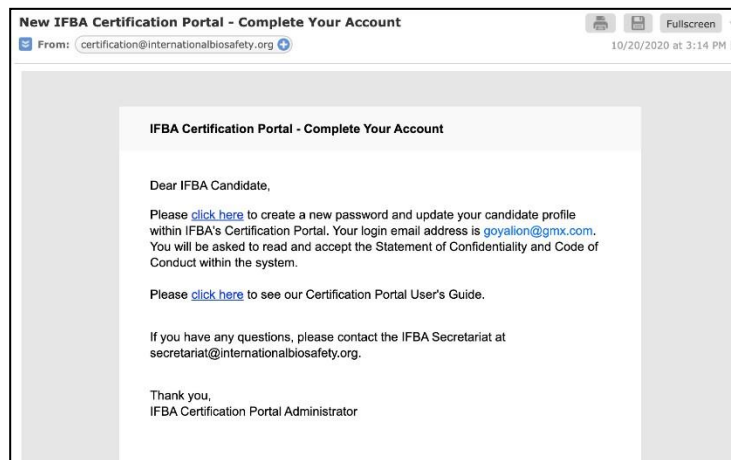 New IFBA Certification Portal - Complete Your Account
Fullscreen
From: certification@internationalbiosafety.org
10/20/2020 at 3:14 PM
IFBA Certification Portal - Complete Your Account
Dear IFBA Candidate,
Please click here to create a new password and update your candidate profile
within IFBA's Certification Portal. Your login email address is goyalion@gmx.com.
You will be asked to read and accept the Statement of Confidentiality and Code of
Conduct within the system.
Please click here to see our Certification Portal User's Guide.
If you have any questions, please contact the IFBA Secretariat at
secretariat@internationalbiosafety.org.
Thank you,
IFBA Certification Portal Administrator